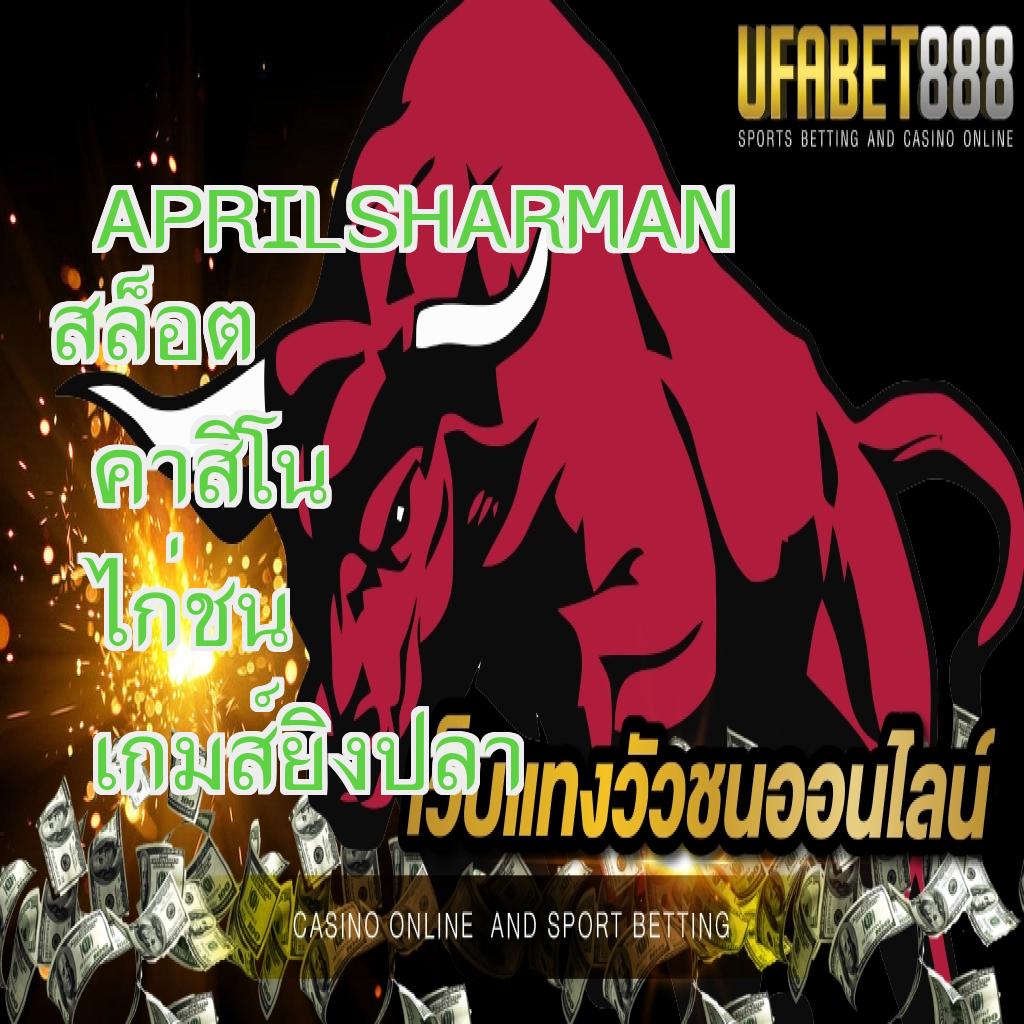 UFABET888
SPORTS BETTING AND CASINO ONLINE
APRILSHARMAN
สล็อต
คาสิโน
ไก่ชน
เกมส์ยิงปลา
เว็บแทงวัวชนออนไลน์
CASINO ONLINE AND SPORT BETTING